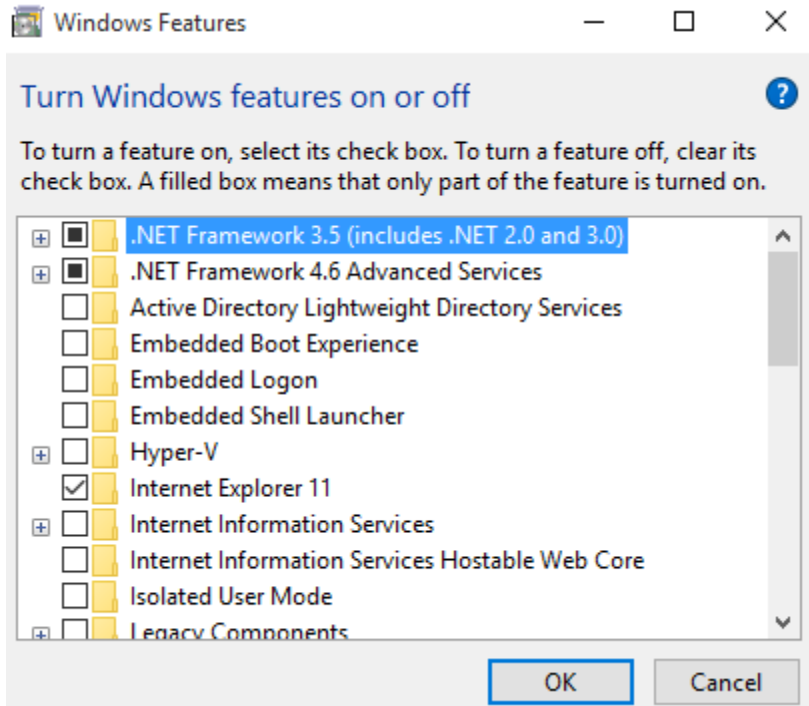 Windows Features
Turn Windows features on or off
?
To turn a feature on, select its check box. To turn a feature off, clear its
check box. A filled box means that only part of the feature is turned on.
.NET Framework 3.5 (includes .NET 2.0 and 3.0)
.NET Framework 4.6 Advanced Services
Active Directory Lightweight Directory Services
Embedded Boot Experience
Embedded Logon
Embedded Shell Launcher
Hyper-V
Internet Explorer 11
Internet Information Services
Internet Information Services Hostable Web Core
Isolated User Mode
Legacy Components
OK
Cancel